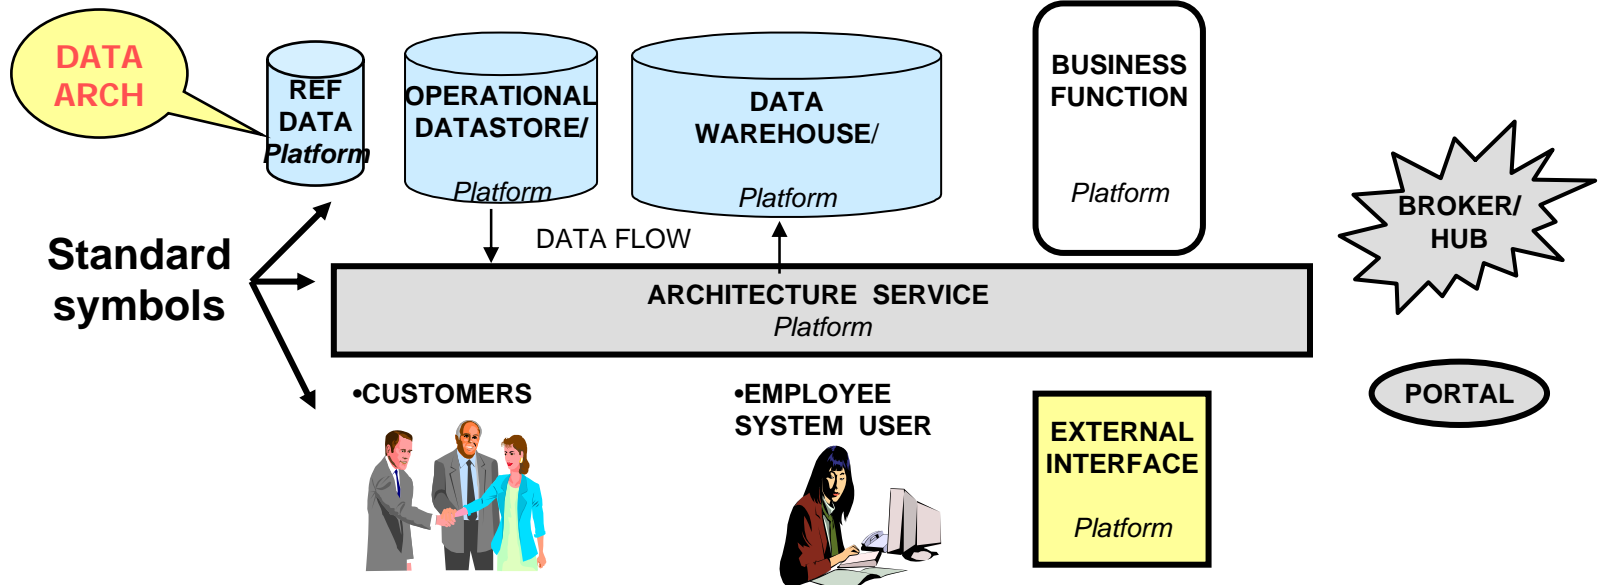 DATA
ARCH
REF
DATA
Platform
OPERATIONAL
DATASTORE/
Platform
DATA
WAREHOUSE/
Platform
BUSINESS
FUNCTION
Platform
BROKER/
HUB
Standard
symbols
DATA FLOW
ARCHITECTURE SERVICE
Platform
•CUSTOMERS
•EMPLOYEE
SYSTEM USER
EXTERNAL
INTERFACE
Platform
PORTAL